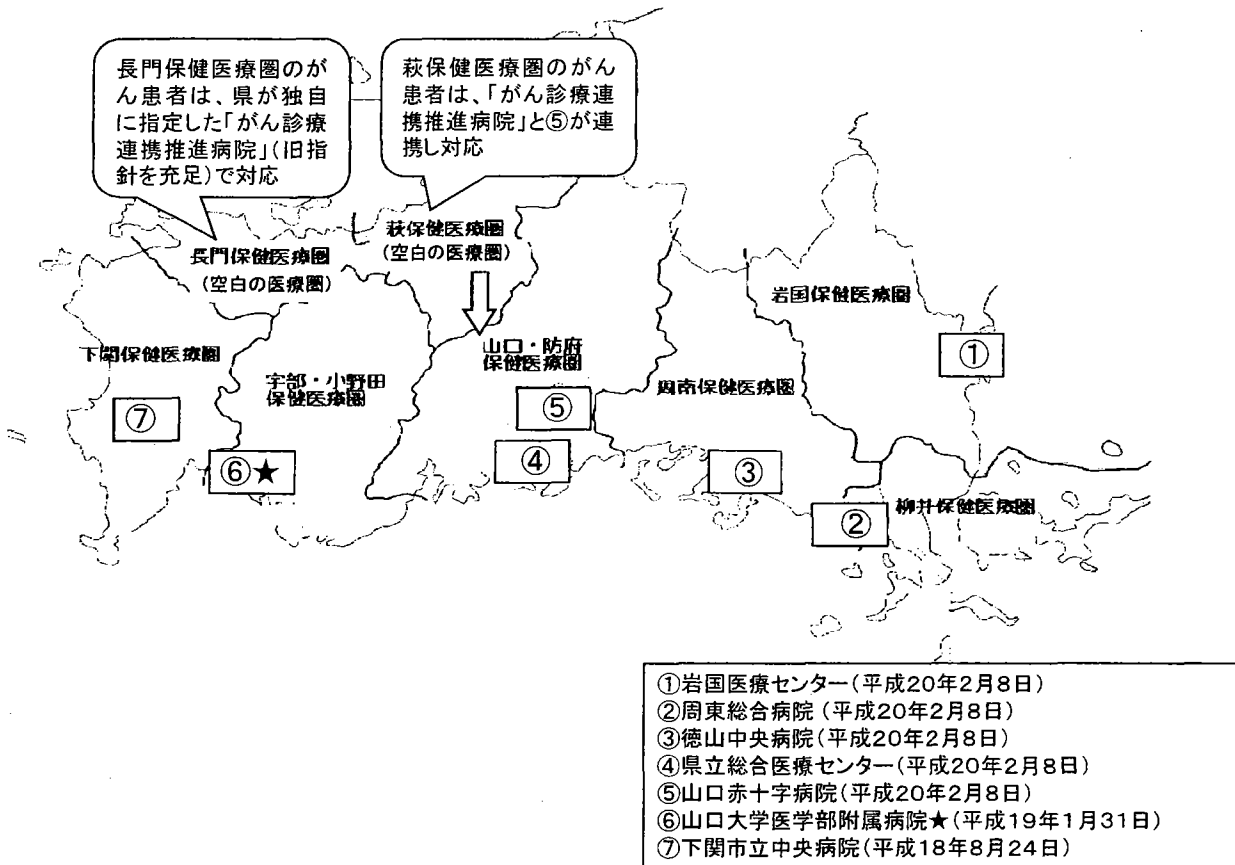 長門保健医療圏のが
ん患者は、県が独自
に指定した「がん診療
連携推進病院」(旧指
針を充足)で対応
萩保健医療圏のがん
患者は、「がん診療連
携推進病院」と⑤が連
携し対応
長門保健医療圏
(空白の医療圏)
萩保健医療圏
(空白の医療圏)
岩国保健医療圏
①
下関保健医療圏
宇部・小野田
保健医療圏
山口・防府
保健医療圏
周南保健医療圏
⑦
⑤
⑥★
④
③
②
柳井保健医療圏
①岩国医療センター(平成20年2月8日)
②周東総合病院(平成20年2月8日)
③徳山中央病院(平成20年2月8日)
④県立総合医療センター(平成20年2月8日)
⑤山口赤十字病院(平成20年2月8日)
⑥山口大学医学部附属病院★(平成19年1月31日)
⑦下関市立中央病院(平成18年8月24日)